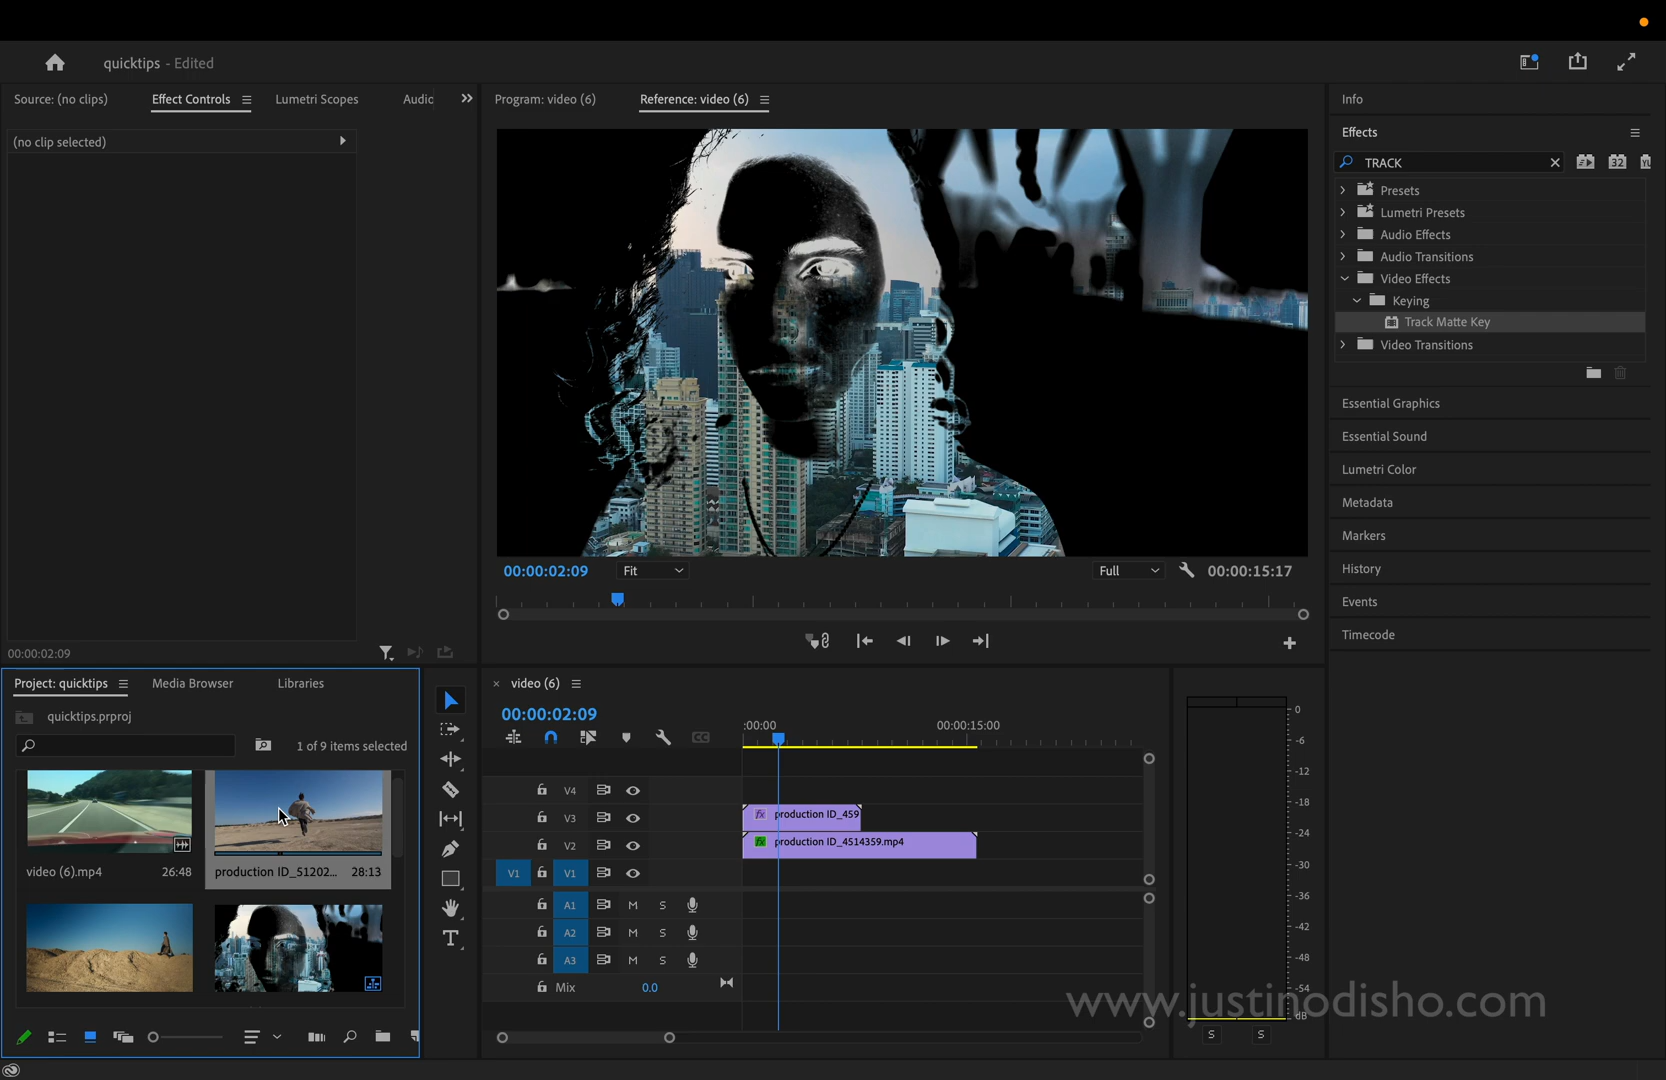 quicktips - Edited
Source: (no clips)
Effect Controls
Lumetri Scopes
Audio
(no clip selected)
00:00:02:09
Program: video (6)
Reference: video (6)
00:00:02:09
Fit
Full
00:00:15:17
Info
Effects
TRACK
32
Presets
Lumetri Presets
Audio Effects
Audio Transitions
Video Effects
Keying
Track Matte Key
Video Transitions
Essential Graphics
Essential Sound
Lumetri Color
Metadata
Markers
History
Events
Timecode
Project: quicktips
Media Browser
Libraries
quicktips.prproj
1 of 9 items selected
video (6).mp4 26:48
production ID_51202... 28:13
× video (6)
00:00:02:09
:00:00
00:00:15:00
V4
V3
production ID_459
V2
production ID_4514359.mp4
V1 V1
A1 M S
A2 M S
A3 M S
Mix 0.0
0
-6
-12
-18
-24
-30
-36
-42
-48
-54
dB
S S
www.justinodisho.com